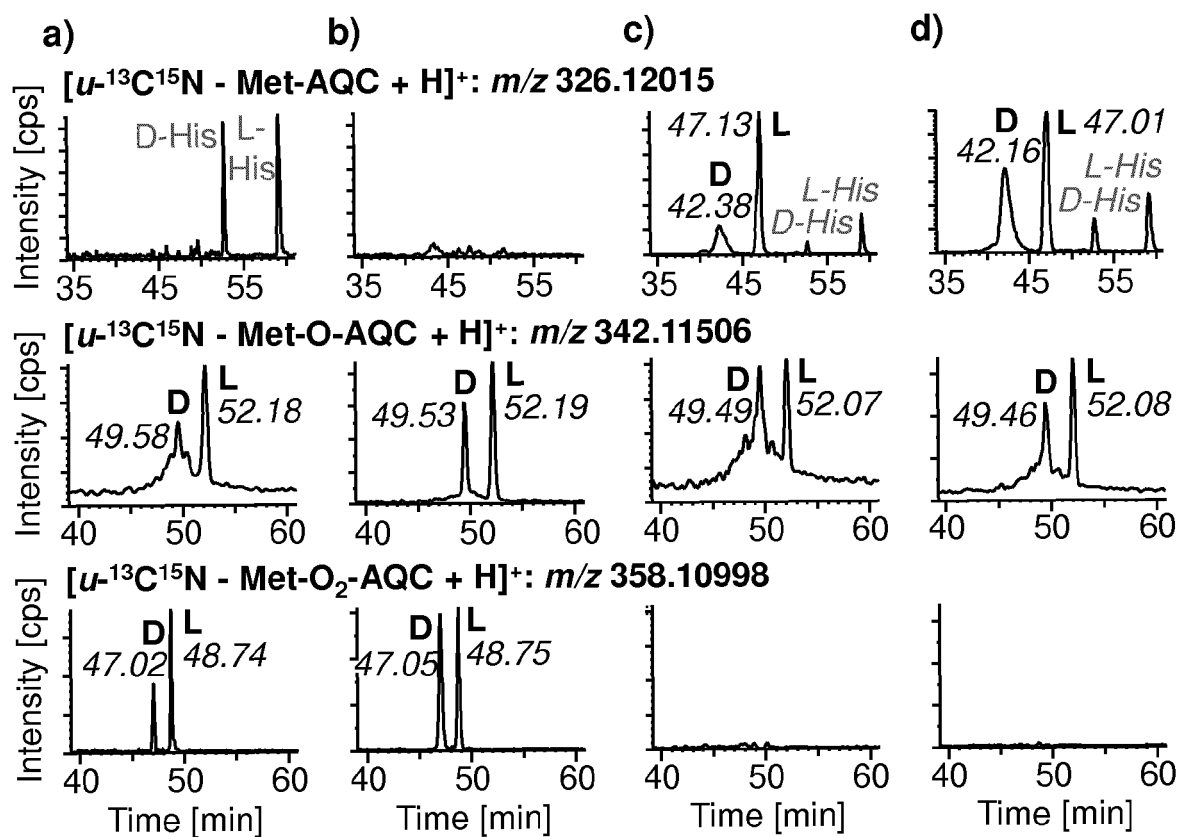 a) b) c) d)
[u-¹³C¹⁵N - Met-AQC + H]⁺: m/z 326.12015
Intensity [cps]
D-His L-
His
47.13 L
D
42.38
L-His
D-His
D
42.16
L 47.01
L-His
D-His
35 45 55 35 45 55 35 45 55 35 45 55
[u-¹³C¹⁵N - Met-O-AQC + H]⁺: m/z 342.11506
Intensity [cps]
D L
49.58 52.18
D L
49.53 52.19
D L
49.49 52.07
D L
49.46 52.08
40 50 60 40 50 60 40 50 60 40 50 60
[u-¹³C¹⁵N - Met-O₂-AQC + H]⁺: m/z 358.10998
Intensity [cps]
D L
47.02 48.74
D L
47.05 48.75
40 50 60 40 50 60 40 50 60 40 50 60
Time [min] Time [min] Time [min] Time [min]